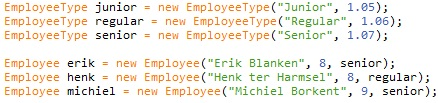 EmployeeType junior = new EmployeeType("Junior", 1.05);
EmployeeType regular = new EmployeeType("Regular", 1.06);
EmployeeType senior = new EmployeeType("Senior", 1.07);
Employee erik = new Employee("Erik Blanken", 8, senior);
Employee henk = new Employee("Henk ter Harmsel", 8, regular);
Employee michiel = new Employee("Michiel Borkent", 9, senior);